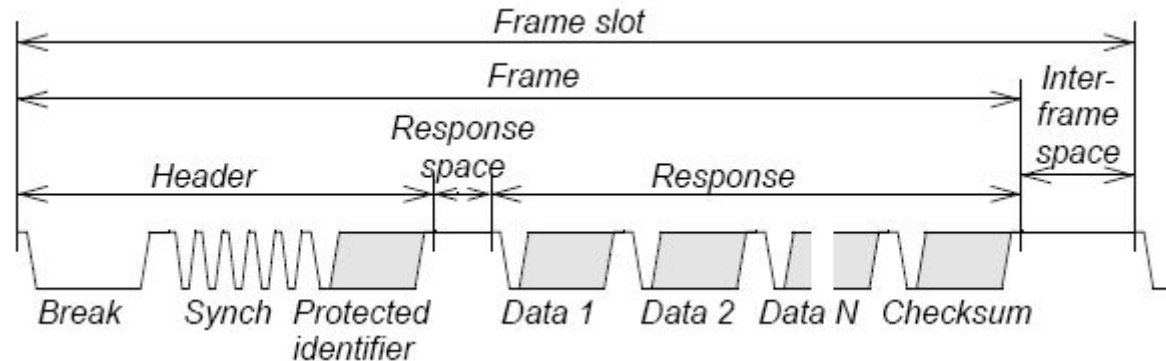 Frame slot
Frame
Inter-
frame
space
Response
space
Header
Response
Break
Synch
Protected
identifier
Data 1
Data 2
Data N
Checksum